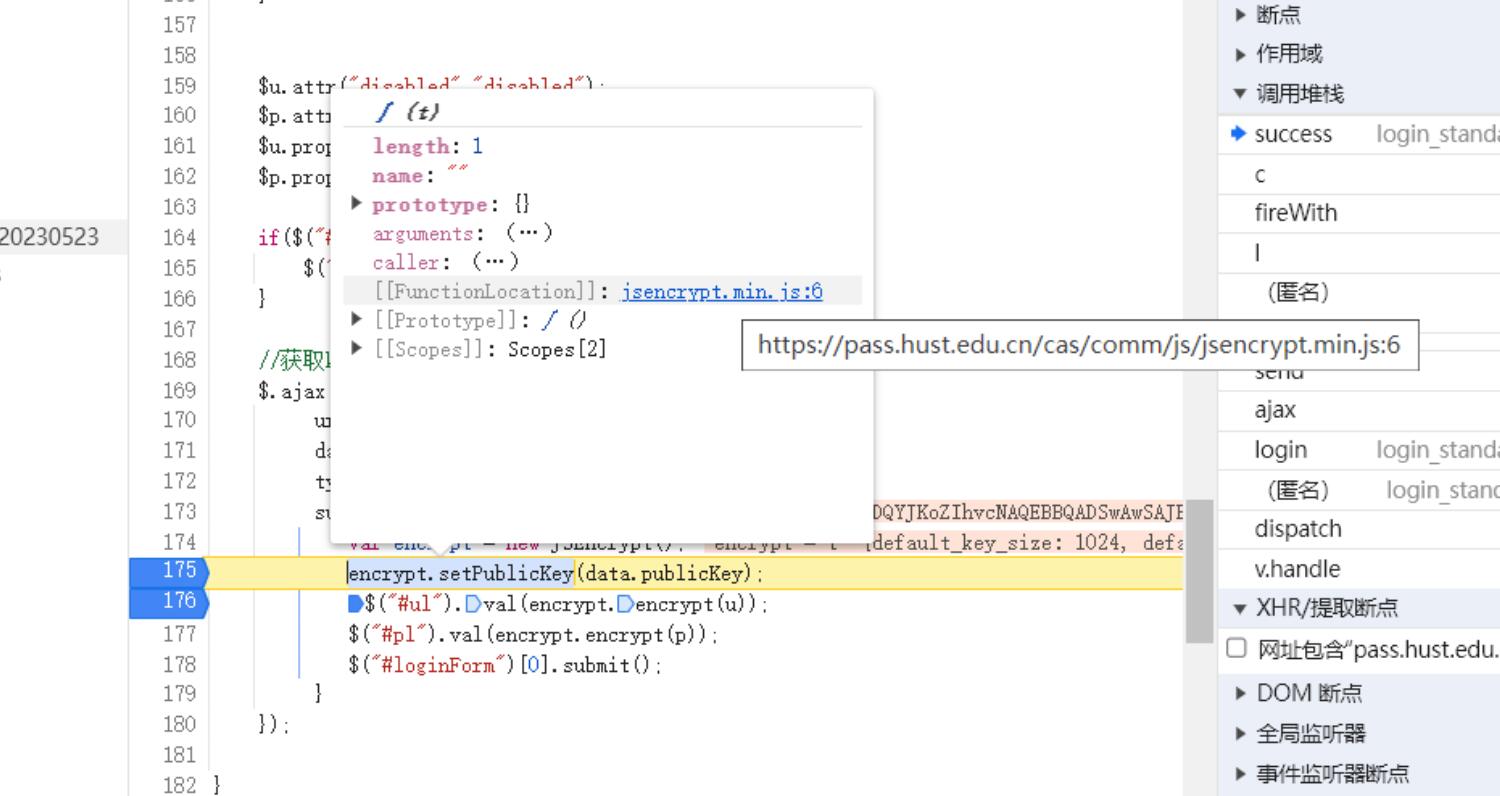 157
158
159 $u.attr("disabled" "disabled");
160 $p.att
161 $u.prop
162 $p.prop
163
164 if($("#
165 $("
166 }
167
168 //获取
169 $.ajax
170 u
171 da
172 ty
173 su DQYJKoZIhvcNAQEBBQADSwAwSAJB
174 var encrypt = new JSEncrypt(); encrypt = t {default_key_size: 1024, defa
175 encrypt.setPublicKey(data.publicKey);
176 $("#ul").val(encrypt.encrypt(u));
177 $("#pl").val(encrypt.encrypt(p));
178 $("#loginForm")[0].submit();
179 }
180 });
181
182 }
20230523
f (t)
length: 1
name: ""
prototype: {}
arguments: (…)
caller: (…)
[[FunctionLocation]]: jsencrypt.min.js:6
[[Prototype]]: f ()
[[Scopes]]: Scopes[2]
https://pass.hust.edu.cn/cas/comm/js/jsencrypt.min.js:6
断点
作用域
调用堆栈
success login_standa
c
fireWith
l
(匿名)
send
ajax
login login_standa
(匿名) login_stand
dispatch
v.handle
XHR/提取断点
网址包含"pass.hust.edu.
DOM 断点
全局监听器
事件监听器断点